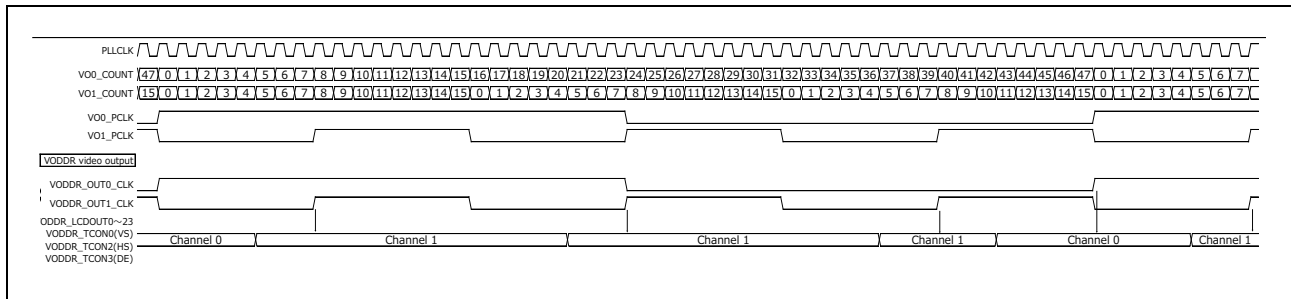 PLLCLK
VO0_COUNT 47 0 1 2 3 4 5 6 7 8 9 10 11 12 13 14 15 16 17 18 19 20 21 22 23 24 25 26 27 28 29 30 31 32 33 34 35 36 37 38 39 40 41 42 43 44 45 46 47 0 1 2 3 4 5 6 7
VO1_COUNT 15 0 1 2 3 4 5 6 7 8 9 10 11 12 13 14 15 0 1 2 3 4 5 6 7 8 9 10 11 12 13 14 15 0 1 2 3 4 5 6 7 8 9 10 11 12 13 14 15 0 1 2 3 4 5 6 7
VO0_PCLK
VO1_PCLK
VODDR video output
VODDR_OUT0_CLK
VODDR_OUT1_CLK
ODDR_LCDOUT0～23
VODDR_TCON0(VS)
Channel 0 Channel 1 Channel 1 Channel 1 Channel 0 Channel 1
VODDR_TCON2(HS)
VODDR_TCON3(DE)